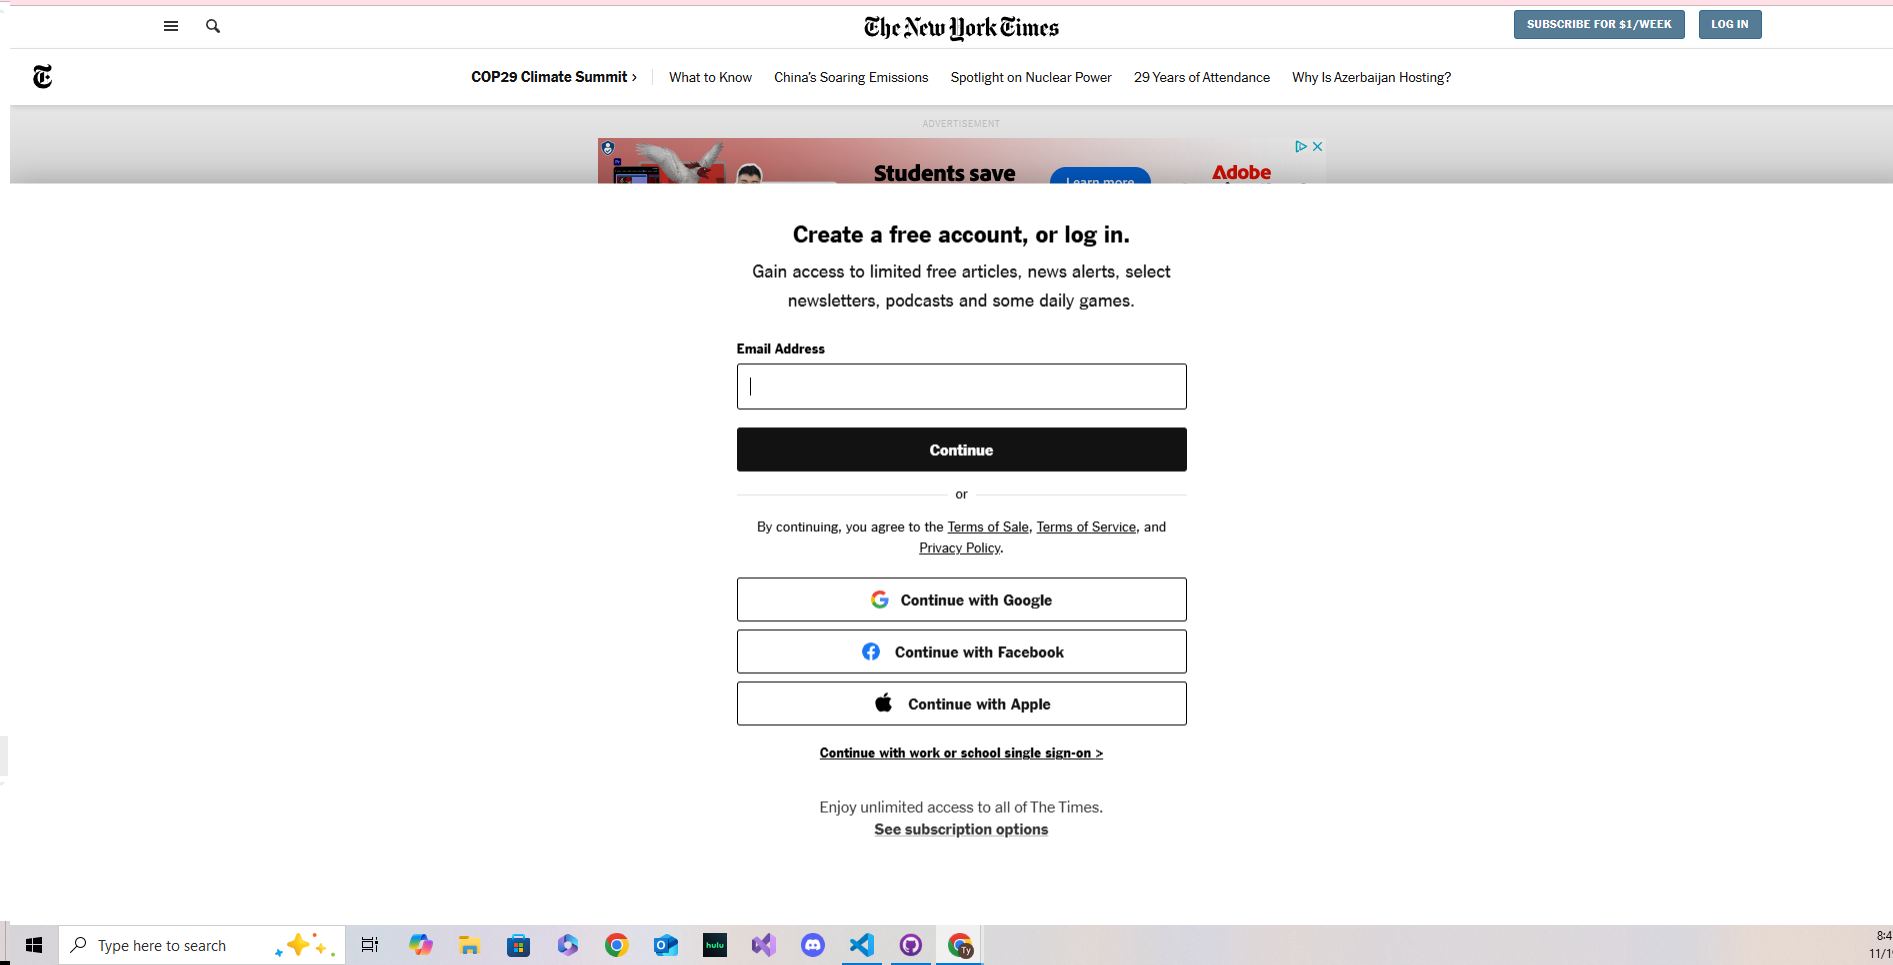 The New York Times
SUBSCRIBE FOR $1/WEEK
LOG IN
COP29 Climate Summit ›
What to Know
China's Soaring Emissions
Spotlight on Nuclear Power
29 Years of Attendance
Why Is Azerbaijan Hosting?
ADVERTISEMENT
Students save
Learn more
Adobe
Create a free account, or log in.
Gain access to limited free articles, news alerts, select
newsletters, podcasts and some daily games.
Email Address
Continue
or
By continuing, you agree to the Terms of Sale, Terms of Service, and
Privacy Policy.
Continue with Google
Continue with Facebook
Continue with Apple
Continue with work or school single sign-on >
Enjoy unlimited access to all of The Times.
See subscription options
Type here to search
hulu
Ty
8:4
11/1